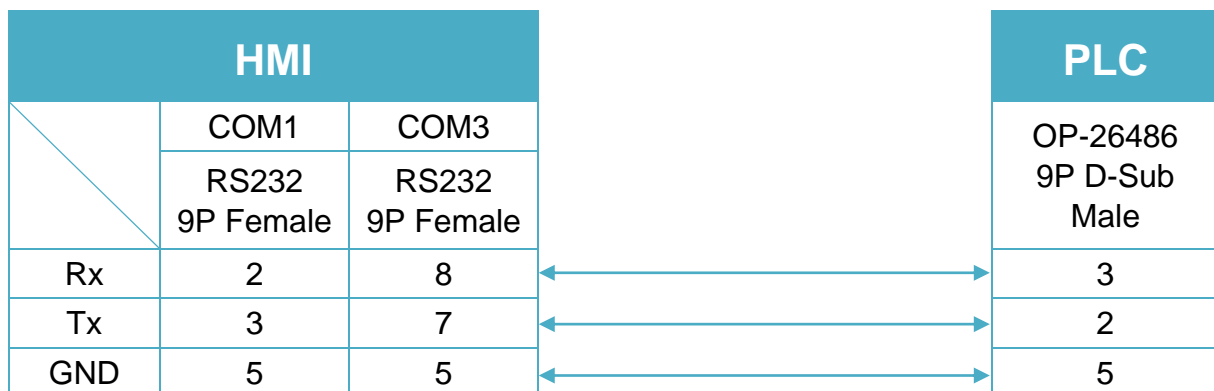 HMI PLC
COM1 COM3
OP-26486
9P D-Sub
Male
RS232 RS232
9P Female 9P Female
Rx 2 8 3
Tx 3 7 2
GND 5 5 5